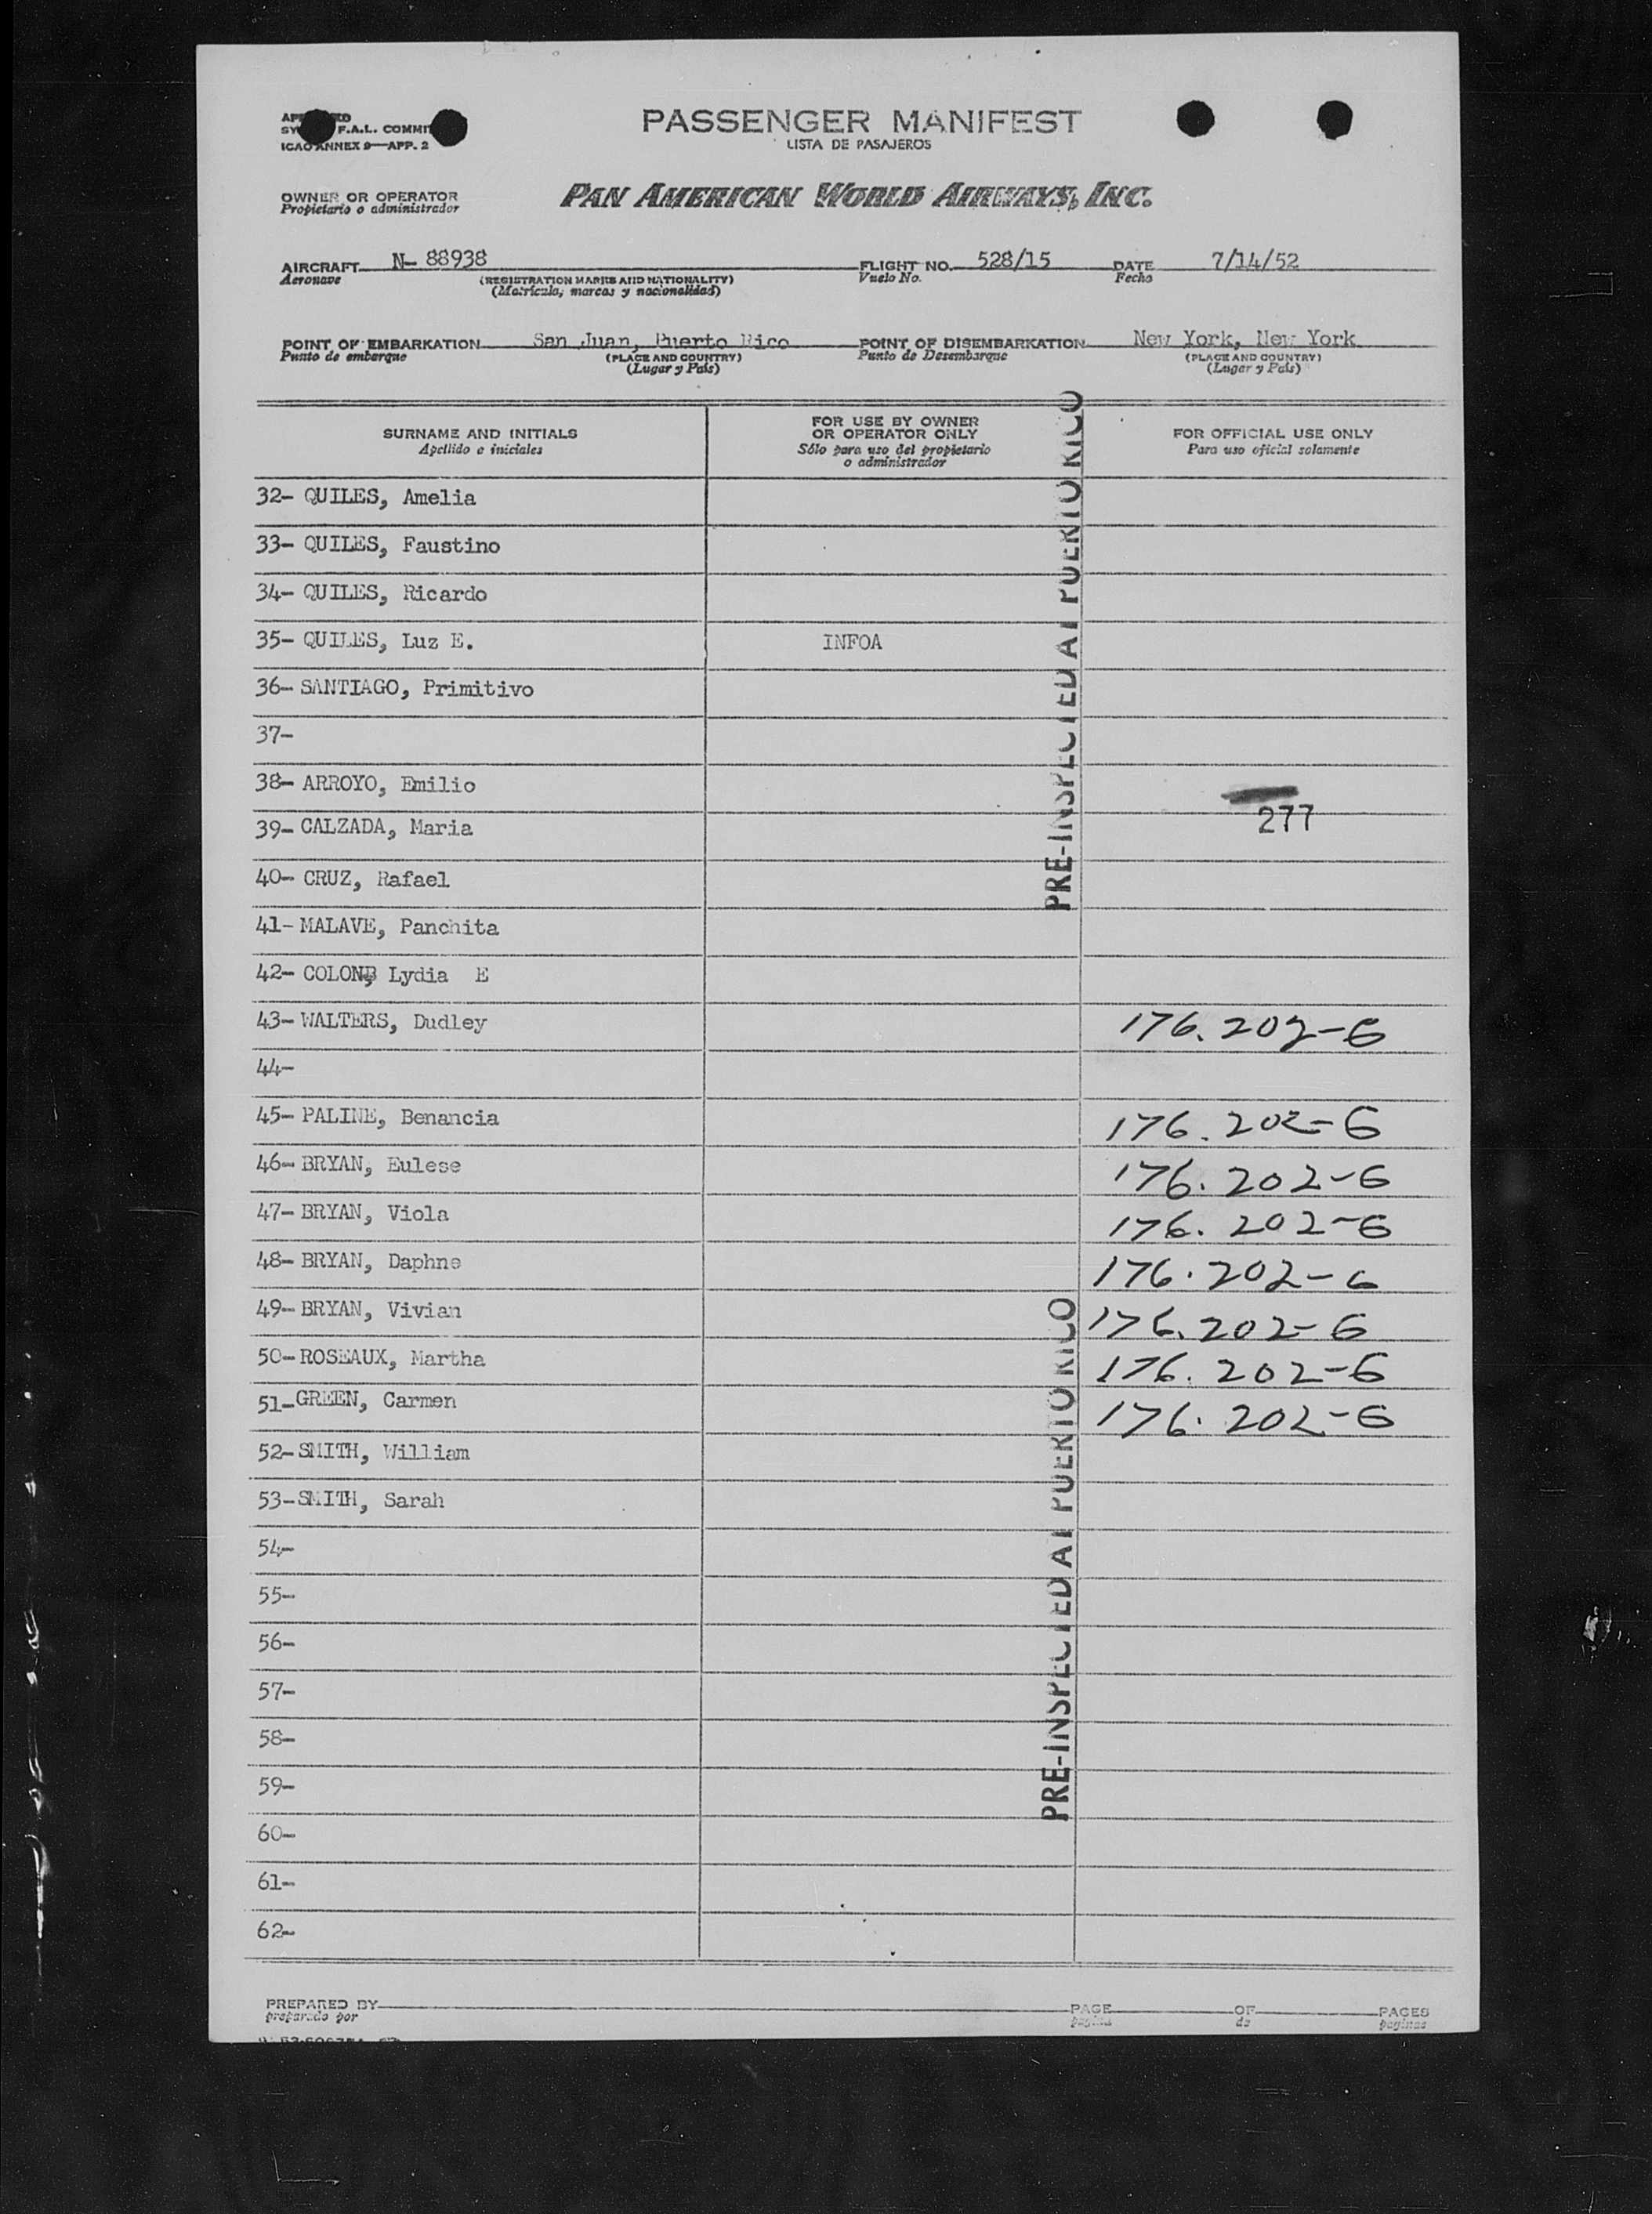 PASSENGER MANIFEST
LISTA DE PASAJEROS
F.A.L.
ICAO ANNEX 9—APP. 2
OWNER OR OPERATOR
Propietario o administrador
PAN AMERICAN WORLD AIRWAYS, INC.
AIRCRAFT N- 88938 FLIGHT NO. 528/15 DATE 7/14/52
Aeronave (REGISTRATION MARKS AND NATIONALITY) Vuelo No. Fecha
(Matrícula, marcas y nacionalidad)
POINT OF EMBARKATION San Juan, Puerto Rico POINT OF DISEMBARKATION New York, New York
Punto de embarque (PLACE AND COUNTRY) Punto de Desembarque (PLACE AND COUNTRY)
(Lugar y País) (Lugar y País)
SURNAME AND INITIALS
Apellido e iniciales
FOR USE BY OWNER
OR OPERATOR ONLY
Sólo para uso del propietario
o administrador
FOR OFFICIAL USE ONLY
Para uso oficial solamente
PRE-INSPECTED AT PUERTO RICO
32- QUILES, Amelia
33- QUILES, Faustino
34- QUILES, Ricardo
35- QUILES, Luz E. INFOA
36- SANTIAGO, Primitivo
37-
38- ARROYO, Emilio
277
39- CALZADA, Maria
40- CRUZ, Rafael
41- MALAVE, Panchita
42- COLON, Lydia E
43- WALTERS, Dudley 176.202-6
44-
45- PALINE, Benancia 176.202-6
46- BRYAN, Eulese 176.202-6
47- BRYAN, Viola 176.202-6
48- BRYAN, Daphne 176.202-6
49- BRYAN, Vivian 176.202-6
50- ROSEAUX, Martha 176.202-6
51- GREEN, Carmen 176.202-6
52- SMITH, William
53- SMITH, Sarah
PRE-INSPECTED AT PUERTO RICO
54-
55-
56-
57-
58-
59-
60-
61-
62-
PREPARED BY PAGE OF PAGES
preparado por página de paginas